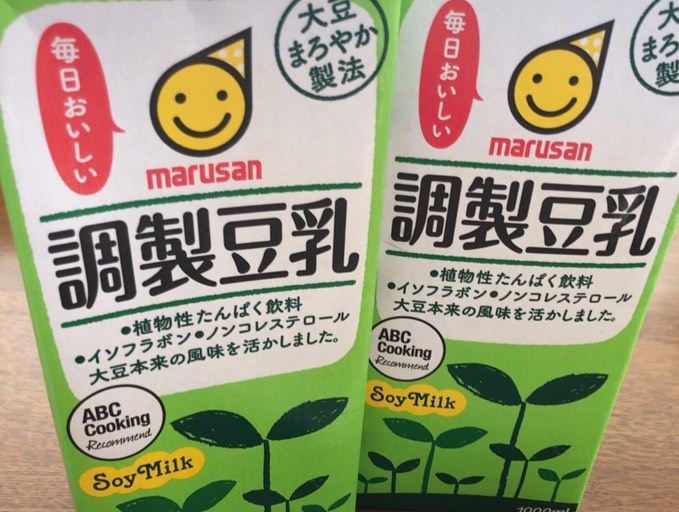 毎日おいしい
大豆
まろやか
製法
marusan
調製豆乳
●植物性たんぱく飲料
●イソフラボン●ノンコレステロール
大豆本来の風味を活かしました。
ABC
Cooking
Recommend
Soy Milk
毎日おいしい
大
まろ
製
marusan
調製豆乳
●植物性たんぱく飲料
●イソフラボン●ノンコレステロール
大豆本来の風味を活かしました。
ABC
Cooking
Recommend
Soy Milk
1000ml